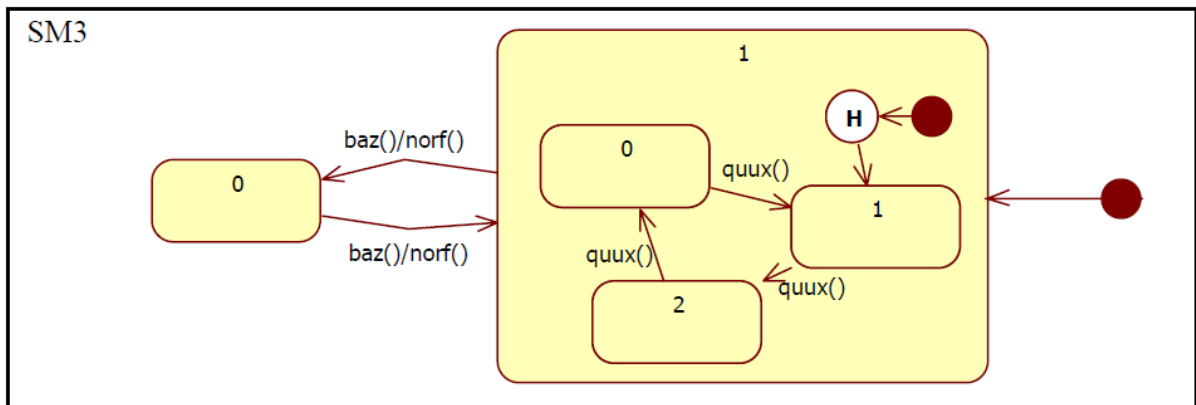 SM3
1
H
baz()/norf()
0
quux()
0
1
baz()/norf()
quux()
quux()
2